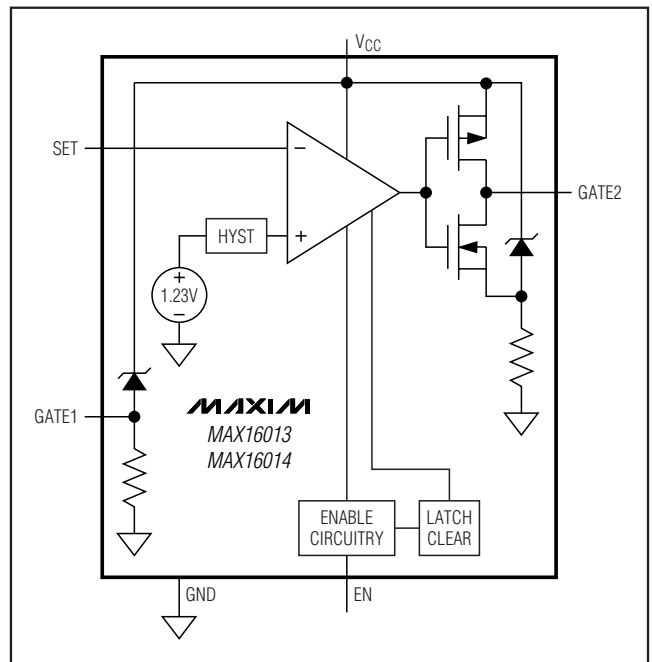 VCC
SET
−
GATE2
HYST
+
+
1.23V
−
GATE1
MAXIM
MAX16013
MAX16014
ENABLE
CIRCUITRY
LATCH
CLEAR
GND
EN